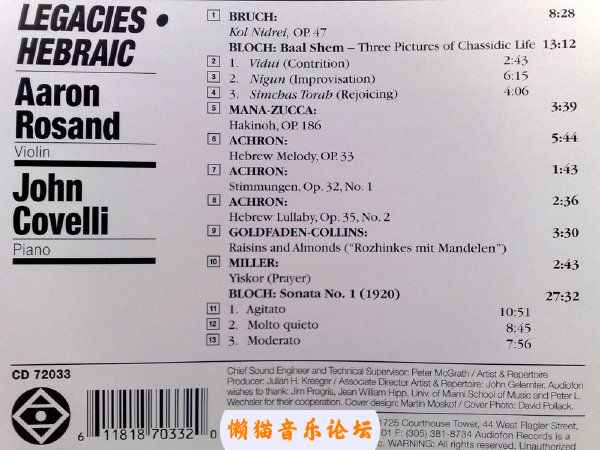 LEGACIES •
HEBRAIC
Aaron
Rosand
Violin
John
Covelli
Piano
1 BRUCH: 8:28
Kol Nidrei, OP. 47
BLOCH: Baal Shem – Three Pictures of Chassidic Life 13:12
2 1. Vidui (Contrition) 2:43
3 2. Nigun (Improvisation) 6:15
4 3. Simchas Torah (Rejoicing) 4:06
5 MANA-ZUCCA: 3:39
Hakinoh, OP. 186
6 ACHRON: 5:44
Hebrew Melody, OP. 33
7 ACHRON: 1:43
Stimmungen, Op. 32, No. 1
8 ACHRON: 2:36
Hebrew Lullaby, Op. 35, No. 2
9 GOLDFADEN-COLLINS: 3:30
Raisins and Almonds ("Rozhinkes mit Mandelen")
10 MILLER: 2:43
Yiskor (Prayer)
BLOCH: Sonata No. 1 (1920) 27:32
11 1. Agitato 10:51
12 2. Molto quieto 8:45
13 3. Moderato 7:56
CD 72033
Chief Sound Engineer and Technical Supervisor: Peter McGrath / Artist & Repertoire
Producer: Julian H. Kreeger / Associate Director Artist & Repertoire: John Gelernter. Audiofon
wishes to thank: Jim Progris, Jean William Hipp, Univ. of Miami School of Music and Peter L.
Wechsler for their cooperation. Cover design: Martin Moskof / Cover Photo: David Pollack.
1725 Courthouse Tower, 44 West Flagler Street,
01 F: (305) 381-8734 Audiofon Records is a
6 11818 70332 0
懒猫音乐论坛